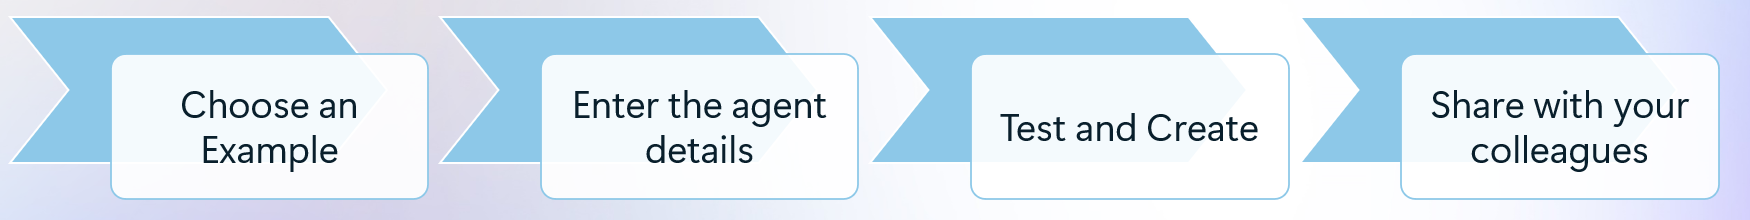 Choose an
Example
Enter the agent
details
Test and Create
Share with your
colleagues